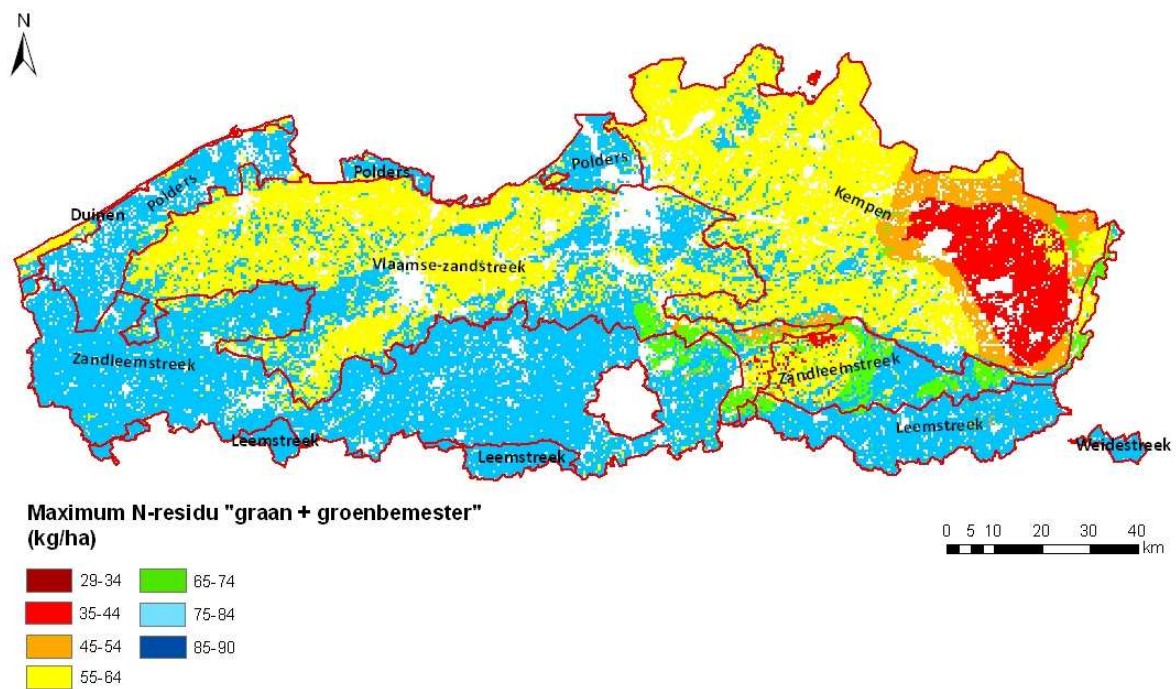 N
Polders
Polders
Polders
Duinen
Kempen
Vlaamse-zandstreek
Zandleemstreek
Zandleemstreek
Leemstreek
Leemstreek
Leemstreek
Weidestreek
Maximum N-residu "graan + groenbemester"
(kg/ha)
29-34
65-74
35-44
75-84
45-54
85-90
55-64
0 5 10 20 30 40
km